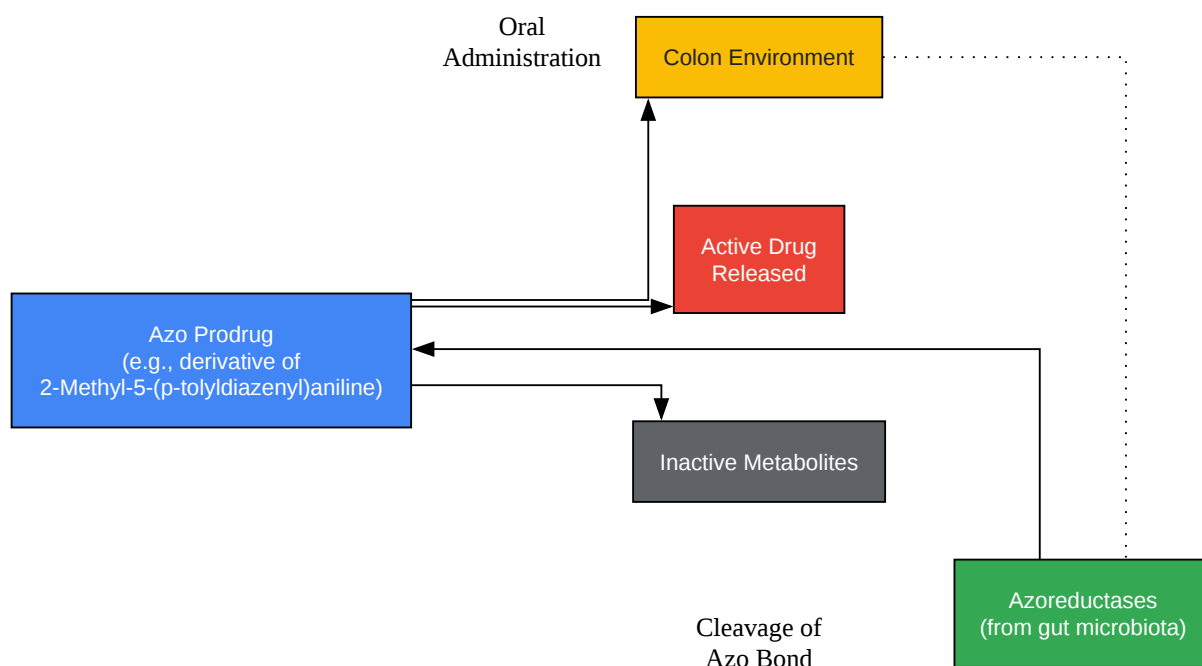 Oral
Administration
Colon Environment
Active Drug
Released
Azo Prodrug
(e.g., derivative of
2-Methyl-5-(p-tolyldiazenyl)aniline)
Inactive Metabolites
Azoreductases
(from gut microbiota)
Cleavage of
Azo Bond